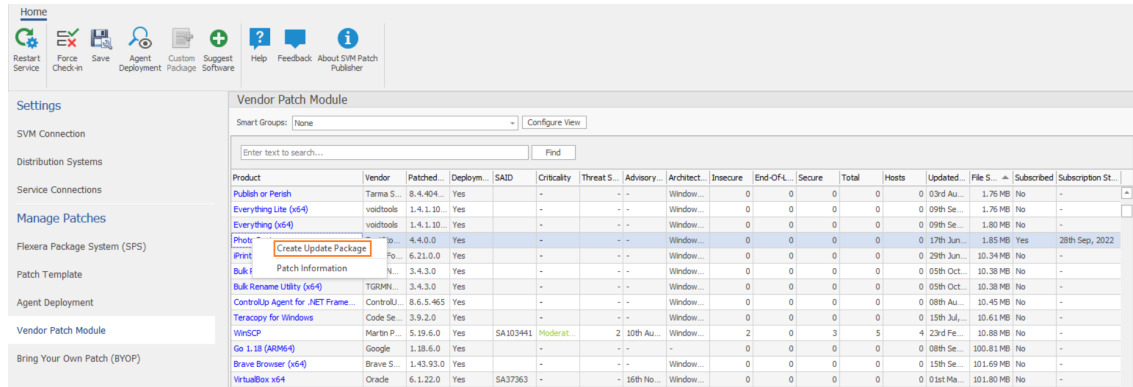 Home
Restart Service
Force Check-in
Save
Agent Deployment
Custom Package
Suggest Software
Help
Feedback
About SVM Patch Publisher
Settings
SVM Connection
Distribution Systems
Service Connections
Manage Patches
Flexera Package System (SPS)
Patch Template
Agent Deployment
Vendor Patch Module
Bring Your Own Patch (BYOP)
Vendor Patch Module
Smart Groups: None Configure View
Enter text to search... Find
Product Vendor Patched... Deploym... SAID Criticality Threat S... Advisory... Architect... Insecure End-Of-L... Secure Total Hosts Updated... File S... Subscribed Subscription St...
Publish or Perish Tarma S... 8.4.404... Yes - - - Window... 0 0 0 0 0 03rd Au... 1.76 MB No -
Everything Lite (x64) voidtools 1.4.1.10... Yes - - - Window... 0 0 0 0 0 09th Se... 1.76 MB No -
Everything (x64) voidtools 1.4.1.10... Yes - - - Window... 0 0 0 0 0 09th Se... 1.80 MB No -
Photo 4.4.0.0 Yes - - - Window... 0 0 0 0 0 17th Jun... 1.85 MB Yes 28th Sep, 2022
Create Update Package
iPrint Fo... 6.21.0.0 Yes - - - Window... 0 0 0 0 0 29th Jun... 10.34 MB No -
Patch Information
Bulk N... 3.4.3.0 Yes - - - Window... 0 0 0 0 0 05th Oct... 10.38 MB No -
Bulk Rename Utility (x64) TGRMN... 3.4.3.0 Yes - - - Window... 0 0 0 0 0 05th Oct... 10.38 MB No -
ControlUp Agent for .NET Frame... ControlU... 8.6.5.465 Yes - - - Window... 0 0 0 0 0 08th Au... 10.45 MB No -
Teracopy for Windows Code Se... 3.9.2.0 Yes - - - Window... 0 0 0 0 0 15th Jul,... 10.61 MB No -
WinSCP Martin P... 5.19.6.0 Yes SA103441 Moderat... 2 10th Au... Window... 2 0 3 5 4 23rd Fe... 10.88 MB No -
Go 1.18 (ARM64) Google 1.18.6.0 Yes - - - - 0 0 0 0 0 08th Se... 100.81 MB No -
Brave Browser (x64) Brave S... 1.43.93.0 Yes - - - Window... 0 0 0 0 0 15th Se... 101.69 MB No -
VirtualBox x64 Oracle 6.1.22.0 Yes SA37363 - - 16th No... Window... 0 0 0 0 0 01st Ma... 101.80 MB No -